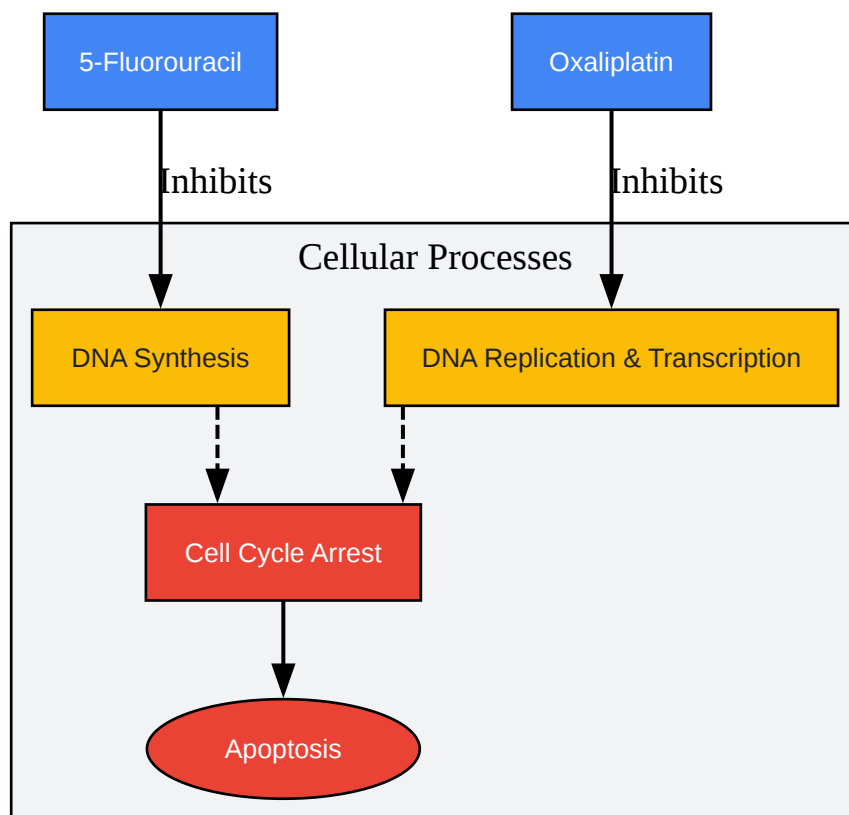 5-Fluorouracil
Oxaliplatin
Inhibits
Inhibits
Cellular Processes
DNA Synthesis
DNA Replication & Transcription
Cell Cycle Arrest
Apoptosis